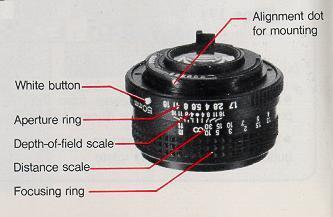 Alignment dot
for mounting
White button
Aperture ring
Depth-of-field scale
Distance scale
Focusing ring
50mm
16 11 8 5.6 4 2.8 1.7